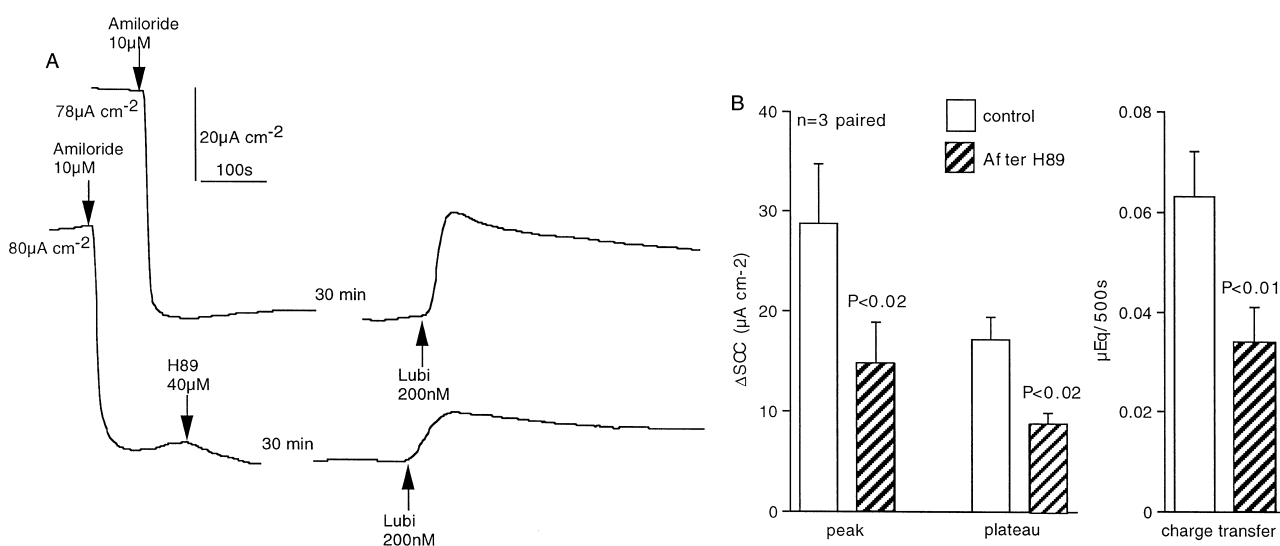 A
Amiloride
10µM
78µA cm-2
20µA cm-2
100s
Amiloride
10µM
80µA cm-2
30 min
Lubi
200nM
H89
40µM
30 min
Lubi
200nM
B
n=3 paired
control
After H89
ΔSCC (µA cm-2)
40
30
20
10
0
P<0.02
P<0.02
peak
plateau
µEq/500s
0.08
0.06
0.04
0.02
0
P<0.01
charge transfer